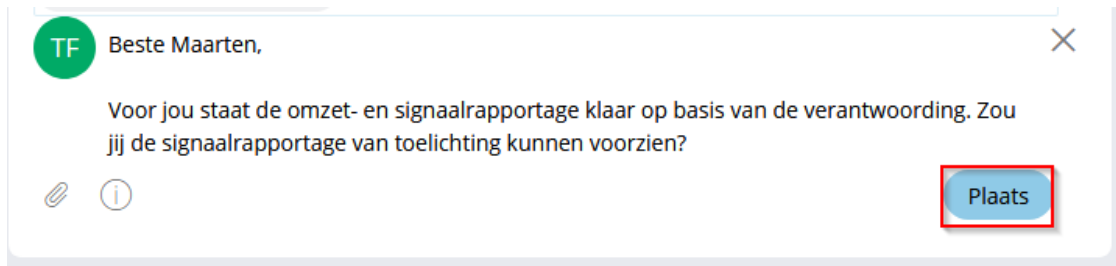 TF
Beste Maarten,
Voor jou staat de omzet- en signaalrapportage klaar op basis van de verantwoording. Zou
jij de signaalrapportage van toelichting kunnen voorzien?
Plaats